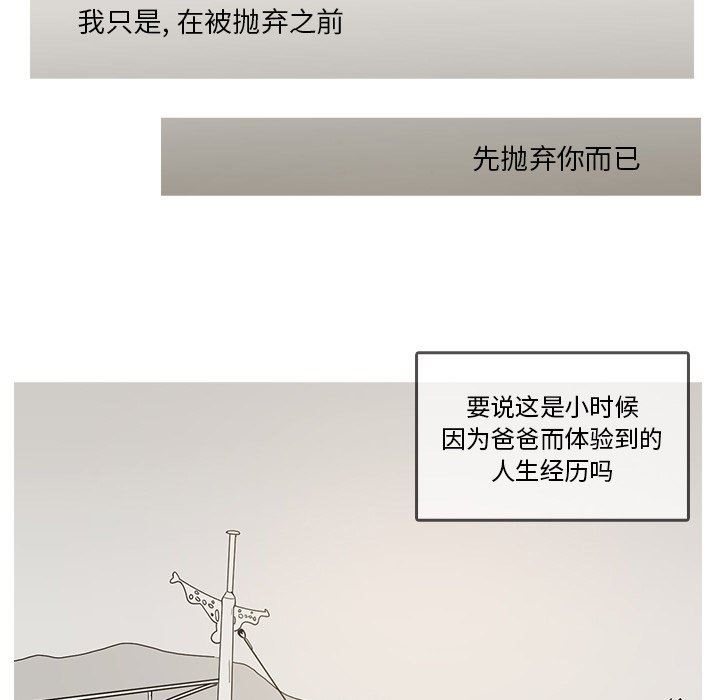 我只是, 在被抛弃之前
先抛弃你而已
要说这是小时候
因为爸爸而体验到的
人生经历吗